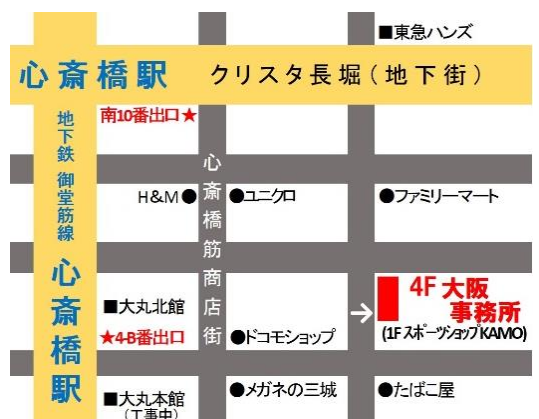 ■東急ハンズ
心斎橋駅 クリスタ長堀(地下街)
南10番出口★
地下鉄 御堂筋線
心斎橋駅
心斎橋筋商店街
H&M●
●ユニクロ
●ファミリーマート
■大丸北館
★4-B番出口
●ドコモショップ
→
4F 大阪
事務所
(1F スポーツショップKAMO)
■大丸本館
(工事中)
●メガネの三城
●たばこ屋